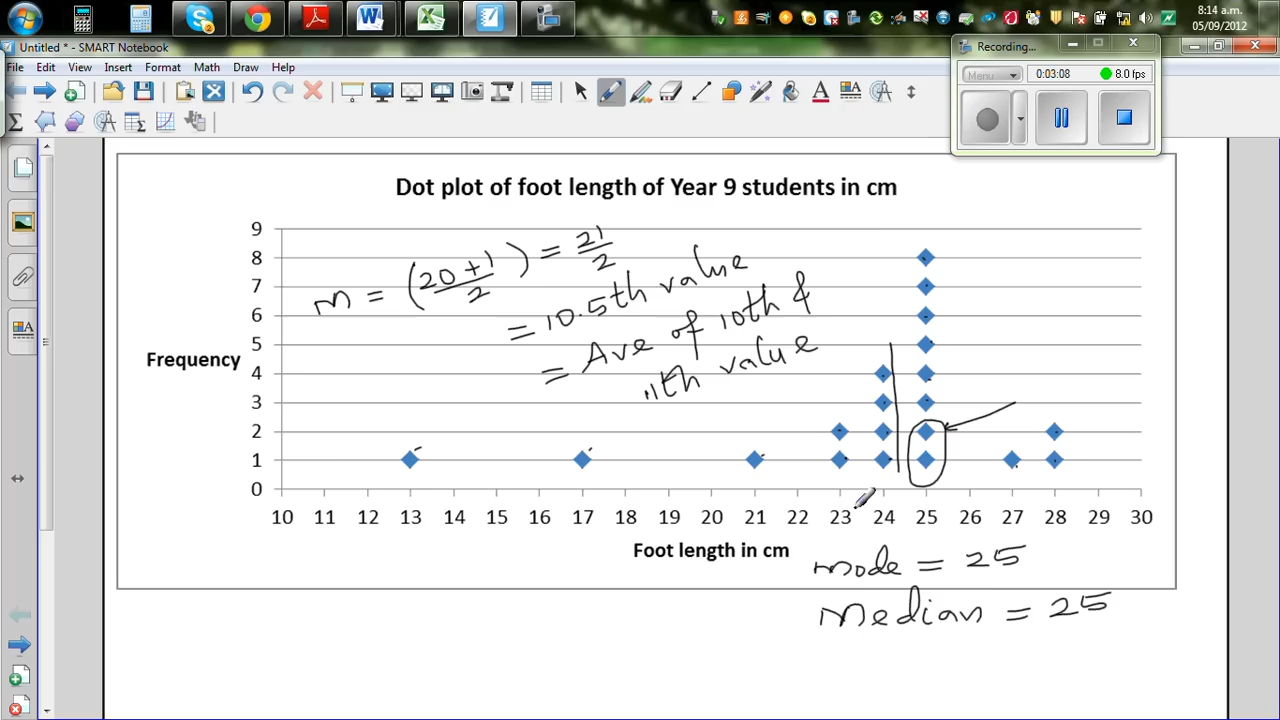 8:14 a.m.
05/09/2012
Untitled * - SMART Notebook
Recording...
File Edit View Insert Format Math Draw Help
Menu 0:03:08 8.0 fps
Dot plot of foot length of Year 9 students in cm
m = (20+1/2) = 21/2
= 10.5th value
= Ave of 10th &
11th value
Frequency
9
8
7
6
5
4
3
2
1
0
10 11 12 13 14 15 16 17 18 19 20 21 22 23 24 25 26 27 28 29 30
Foot length in cm
mode = 25
Median = 25